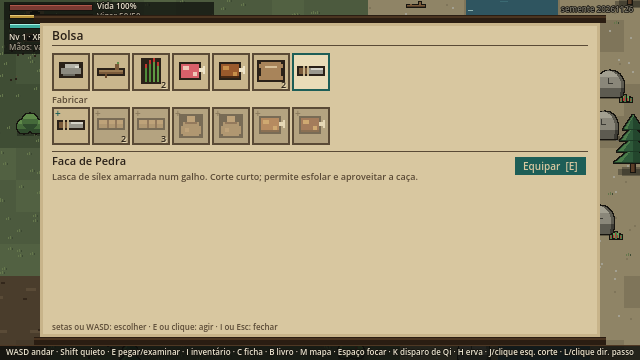 Vida 100%
semente 20261126
Ny 1 · XP
Mãos: va
Bolsa
2
2
Fabricar
2
3
Faca de Pedra
Equipar [E]
Lasca de sílex amarrada num galho. Corte curto; permite esfolar e aproveitar a caça.
setas ou WASD: escolher · E ou clique: agir · I ou Esc: fechar
WASD andar · Shift quieto · E pegar/examinar · I inventário · C ficha · B livro · M mapa · Espaço focar · K disparo de Qi · H erva · J/clique esq. corte · L/clique dir. passo